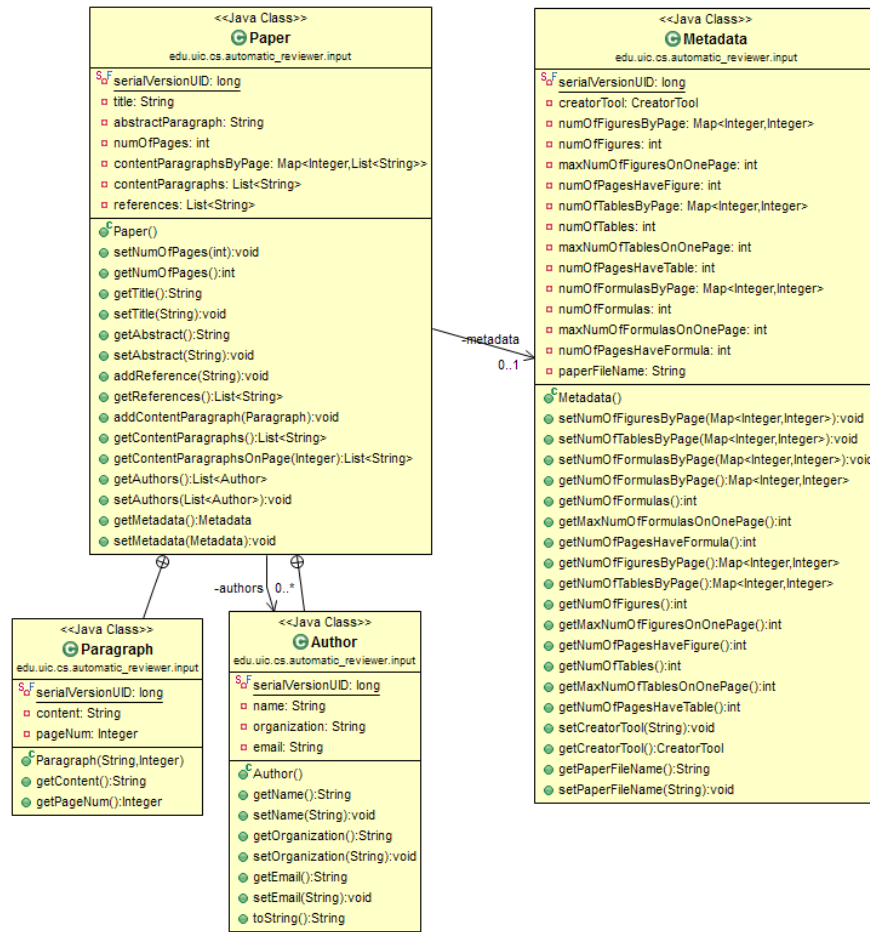 <<Java Class>>
Paper
edu.uic.cs.automatic_reviewer.input
serialVersionUID: long
title: String
abstractParagraph: String
numOfPages: int
contentParagraphsByPage: Map<Integer,List<String>>
contentParagraphs: List<String>
references: List<String>
Paper()
setNumOfPages(int):void
getNumOfPages():int
getTitle():String
setTitle(String):void
getAbstract():String
setAbstract(String):void
addReference(String):void
getReferences():List<String>
addContentParagraph(Paragraph):void
getContentParagraphs():List<String>
getContentParagraphsOnPage(Integer):List<String>
getAuthors():List<Author>
setAuthors(List<Author>):void
getMetadata():Metadata
setMetadata(Metadata):void
-metadata
0..1
<<Java Class>>
Metadata
edu.uic.cs.automatic_reviewer.input
serialVersionUID: long
creatorTool: CreatorTool
numOfFiguresByPage: Map<Integer,Integer>
numOfFigures: int
maxNumOfFiguresOnOnePage: int
numOfPagesHaveFigure: int
numOfTablesByPage: Map<Integer,Integer>
numOfTables: int
maxNumOfTablesOnOnePage: int
numOfPagesHaveTable: int
numOfFormulasByPage: Map<Integer,Integer>
numOfFormulas: int
maxNumOfFormulasOnOnePage: int
numOfPagesHaveFormula: int
paperFileName: String
Metadata()
setNumOfFiguresByPage(Map<Integer,Integer>):void
setNumOfTablesByPage(Map<Integer,Integer>):void
setNumOfFormulasByPage(Map<Integer,Integer>):void
getNumOfFormulasByPage():Map<Integer,Integer>
getNumOfFormulas():int
getMaxNumOfFormulasOnOnePage():int
getNumOfPagesHaveFormula():int
getNumOfFiguresByPage():Map<Integer,Integer>
getNumOfTablesByPage():Map<Integer,Integer>
getNumOfFigures():int
getMaxNumOfFiguresOnOnePage():int
getNumOfPagesHaveFigure():int
getNumOfTables():int
getMaxNumOfTablesOnOnePage():int
getNumOfPagesHaveTable():int
setCreatorTool(String):void
getCreatorTool():CreatorTool
getPaperFileName():String
setPaperFileName(String):void
-authors 0..*
<<Java Class>>
Paragraph
edu.uic.cs.automatic_reviewer.input
serialVersionUID: long
content: String
pageNum: Integer
Paragraph(String,Integer)
getContent():String
getPageNum():Integer
<<Java Class>>
Author
edu.uic.cs.automatic_reviewer.input
serialVersionUID: long
name: String
organization: String
email: String
Author()
getName():String
setName(String):void
getOrganization():String
setOrganization(String):void
getEmail():String
setEmail(String):void
toString():String